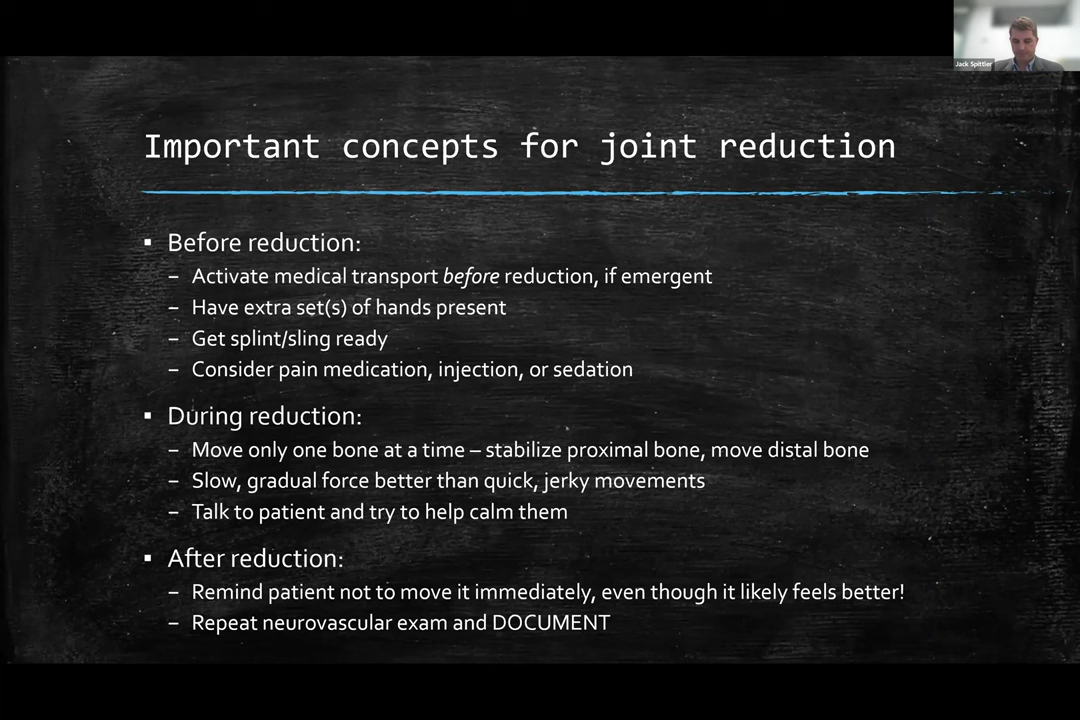 Jack Spittler
Important concepts for joint reduction
▪ Before reduction:
– Activate medical transport before reduction, if emergent
– Have extra set(s) of hands present
– Get splint/sling ready
– Consider pain medication, injection, or sedation
▪ During reduction:
– Move only one bone at a time – stabilize proximal bone, move distal bone
– Slow, gradual force better than quick, jerky movements
– Talk to patient and try to help calm them
▪ After reduction:
– Remind patient not to move it immediately, even though it likely feels better!
– Repeat neurovascular exam and DOCUMENT